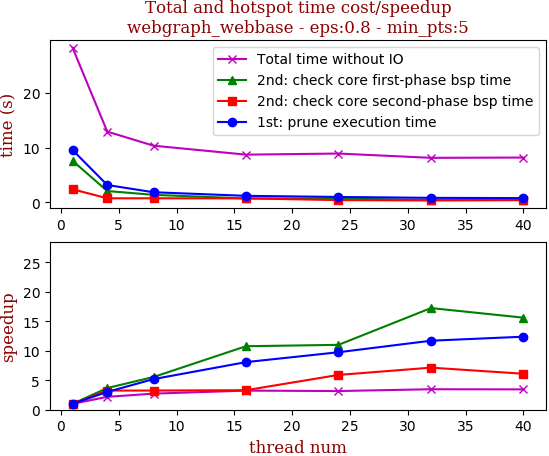 Total and hotspot time cost/speedup
webgraph_webbase - eps:0.8 - min_pts:5
time (s)
20
10
0
Total time without IO
2nd: check core first-phase bsp time
2nd: check core second-phase bsp time
1st: prune execution time
0 5 10 15 20 25 30 35 40
speedup
25
20
15
10
5
0
0 5 10 15 20 25 30 35 40
thread num